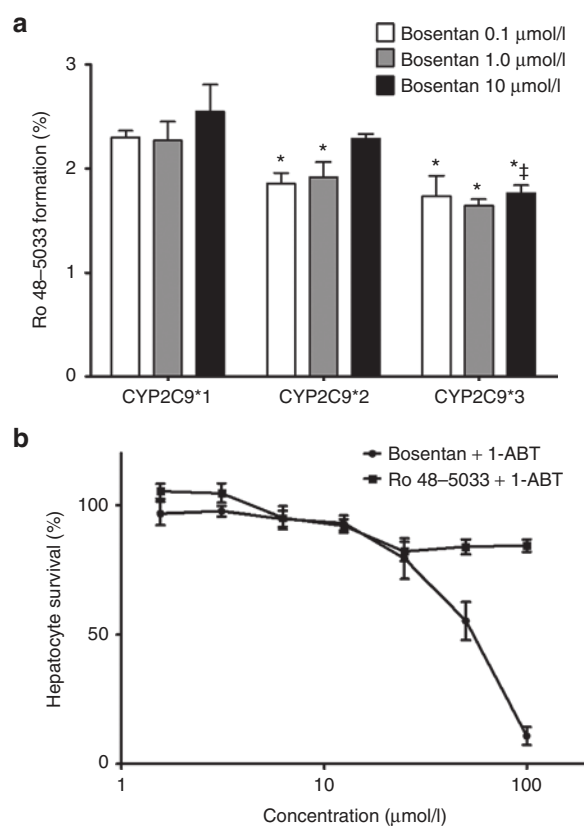 a
Bosentan 0.1 μmol/l
Bosentan 1.0 μmol/l
Bosentan 10 μmol/l
Ro 48–5033 formation (%)
3
2
1
0
* * * * *‡
CYP2C9*1 CYP2C9*2 CYP2C9*3
b
Bosentan + 1-ABT
Ro 48–5033 + 1-ABT
Hepatocyte survival (%)
100
50
0
1 10 100
Concentration (μmol/l)